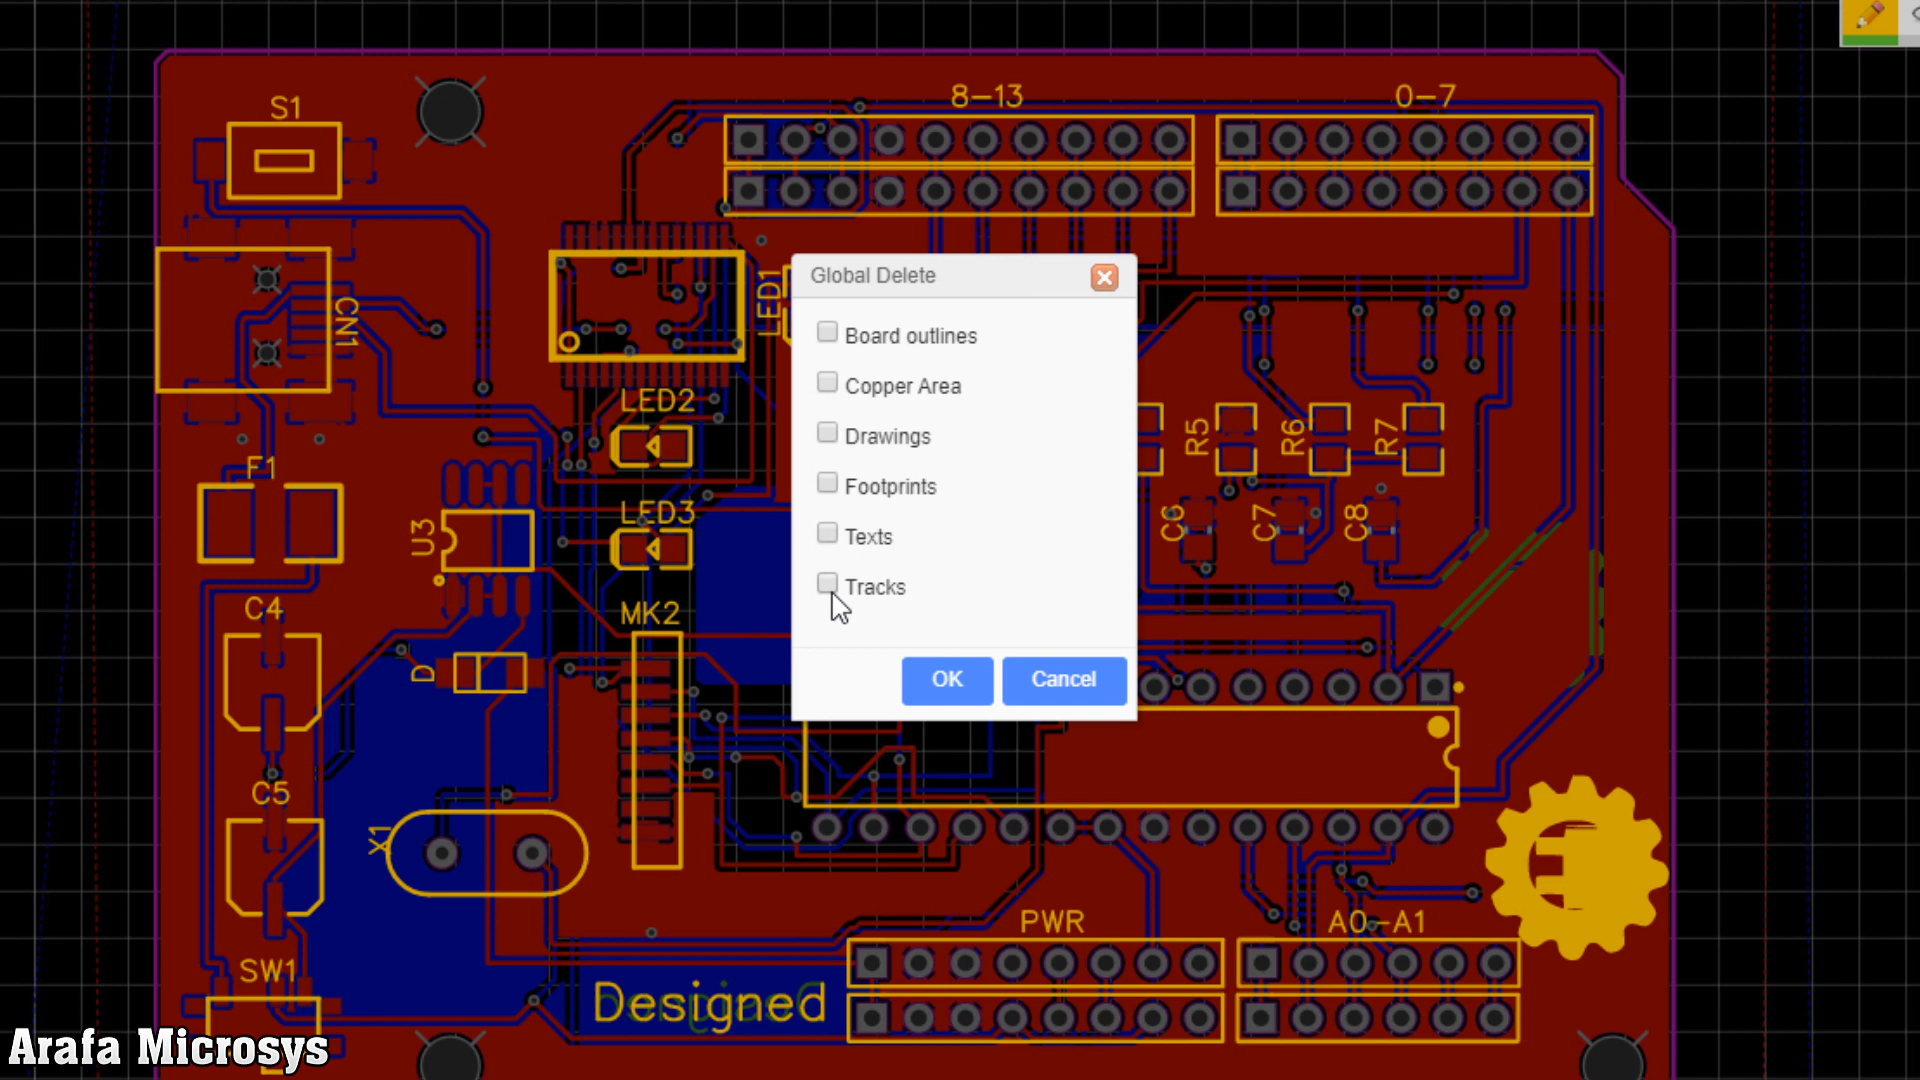 8-13
0-7
S1
Global Delete
CN1
LED1
Board outlines
Copper Area
Drawings
Footprints
Texts
Tracks
OK
Cancel
LED2
R5
R6
R7
F1
U3
LED3
C6
C7
C8
C4
MK2
D
C5
X1
PWR
A0-A1
SW1
Designed
Arafa Microsys